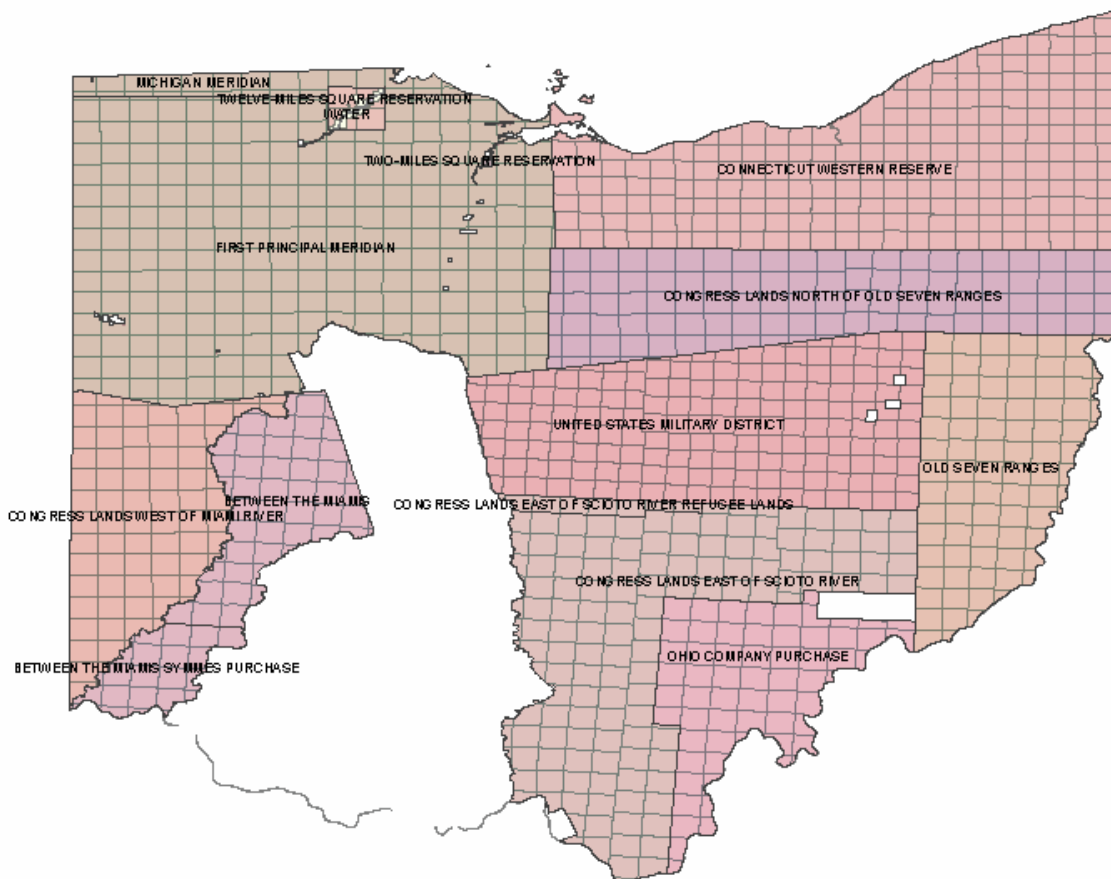 MICHIGAN MERIDIAN
TWELVE-MILES SQUARE RESERVATION
WATER
TWO-MILES SQUARE RESERVATION
CONNECTICUT WESTERN RESERVE
FIRST PRINCIPAL MERIDIAN
CONGRESS LANDS NORTH OF OLD SEVEN RANGES
UNITED STATES MILITARY DISTRICT
OLD SEVEN RANGES
BETWEEN THE MIAMIS
CONGRESS LANDS EAST OF SCIOTO RIVER REFUGEE LANDS
CONGRESS LANDS WEST OF MIAMI RIVER
CONGRESS LANDS EAST OF SCIOTO RIVER
OHIO COMPANY PURCHASE
BETWEEN THE MIAMIS SYMMES PURCHASE